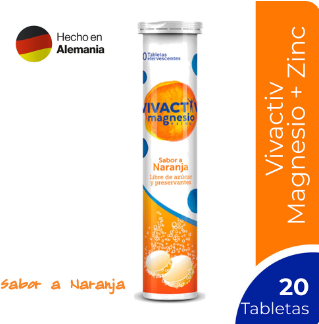 Hecho en
Alemania
Tabletas
efervescentes
VIVACTIV
magnesio
Sabor a
Naranja
Libre de azúcar
y preservantes
Sabor a Naranja
Vivactiv
Magnesio + Zinc
20
Tabletas